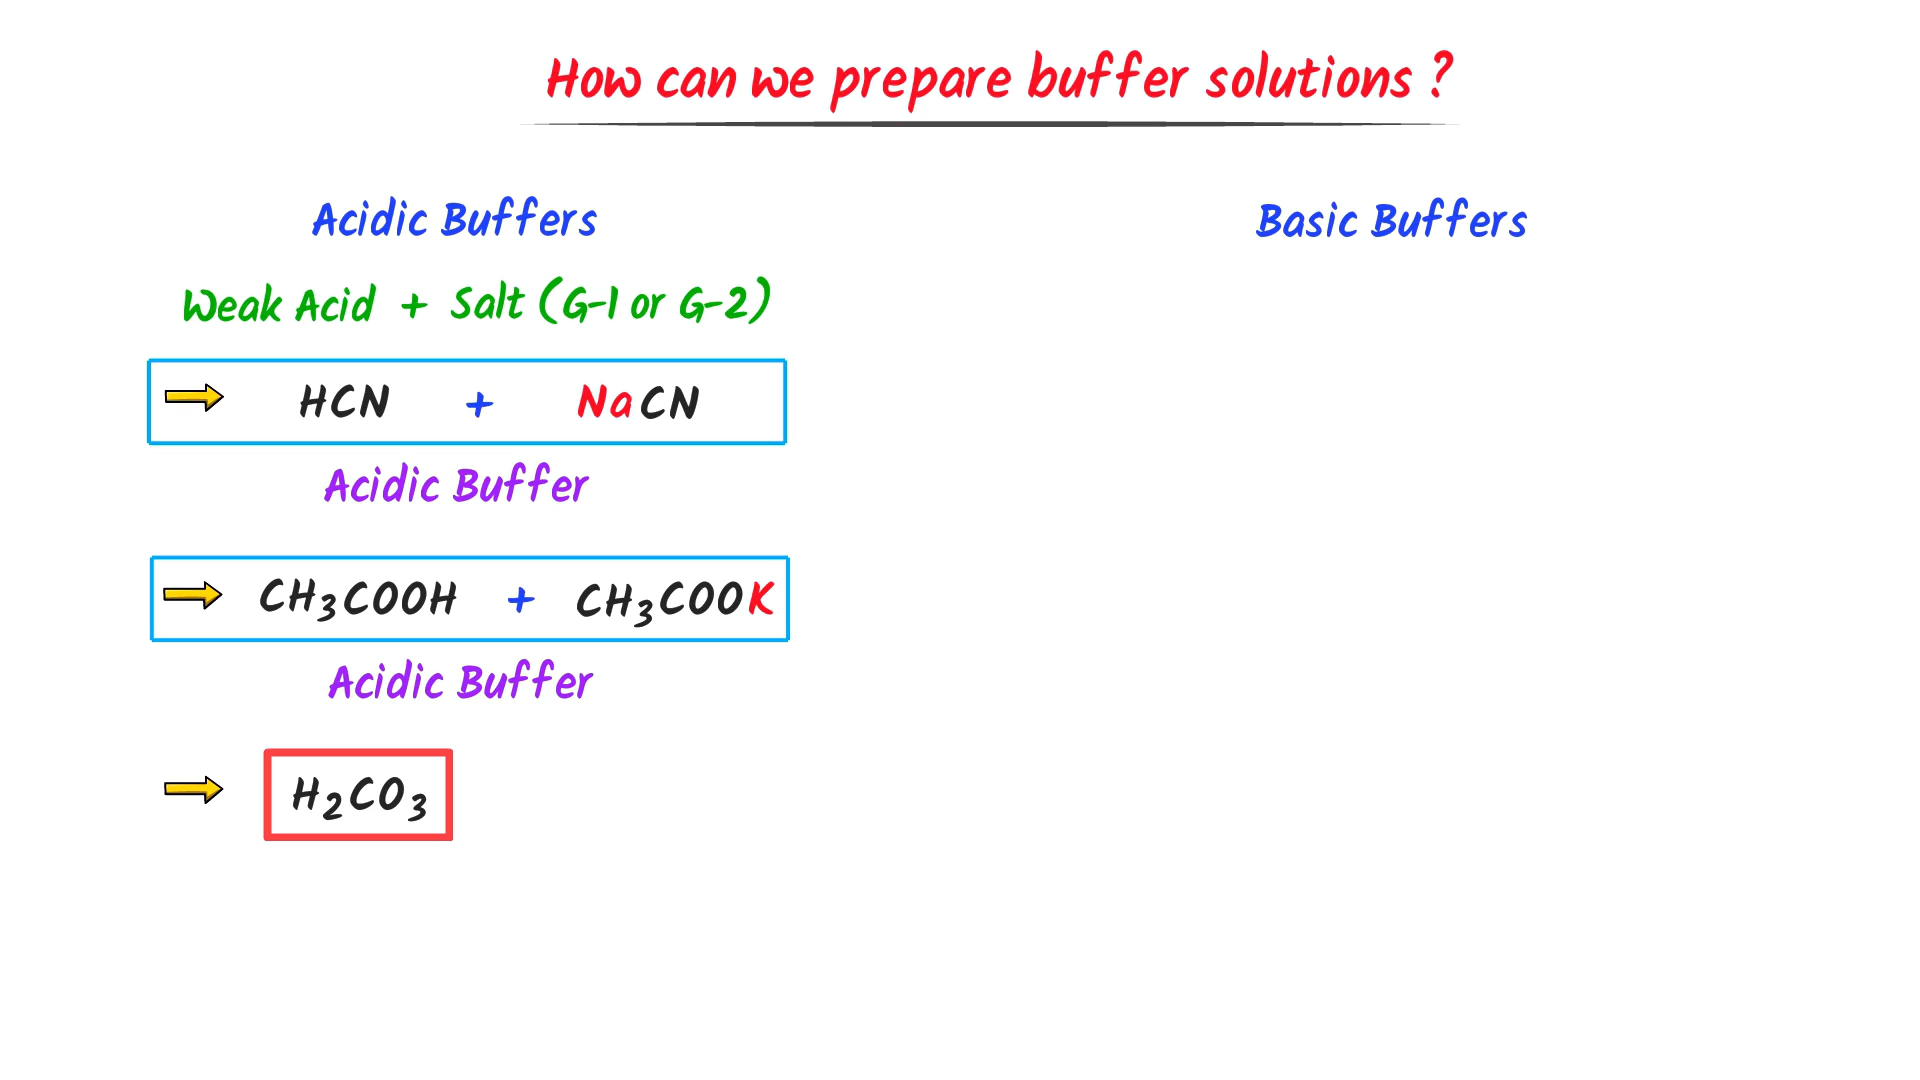 How can we prepare buffer solutions ?
Acidic Buffers
Basic Buffers
Weak Acid + Salt (G-1 or G-2)
HCN + NaCN
Acidic Buffer
CH₃COOH + CH₃COOK
Acidic Buffer
H₂CO₃